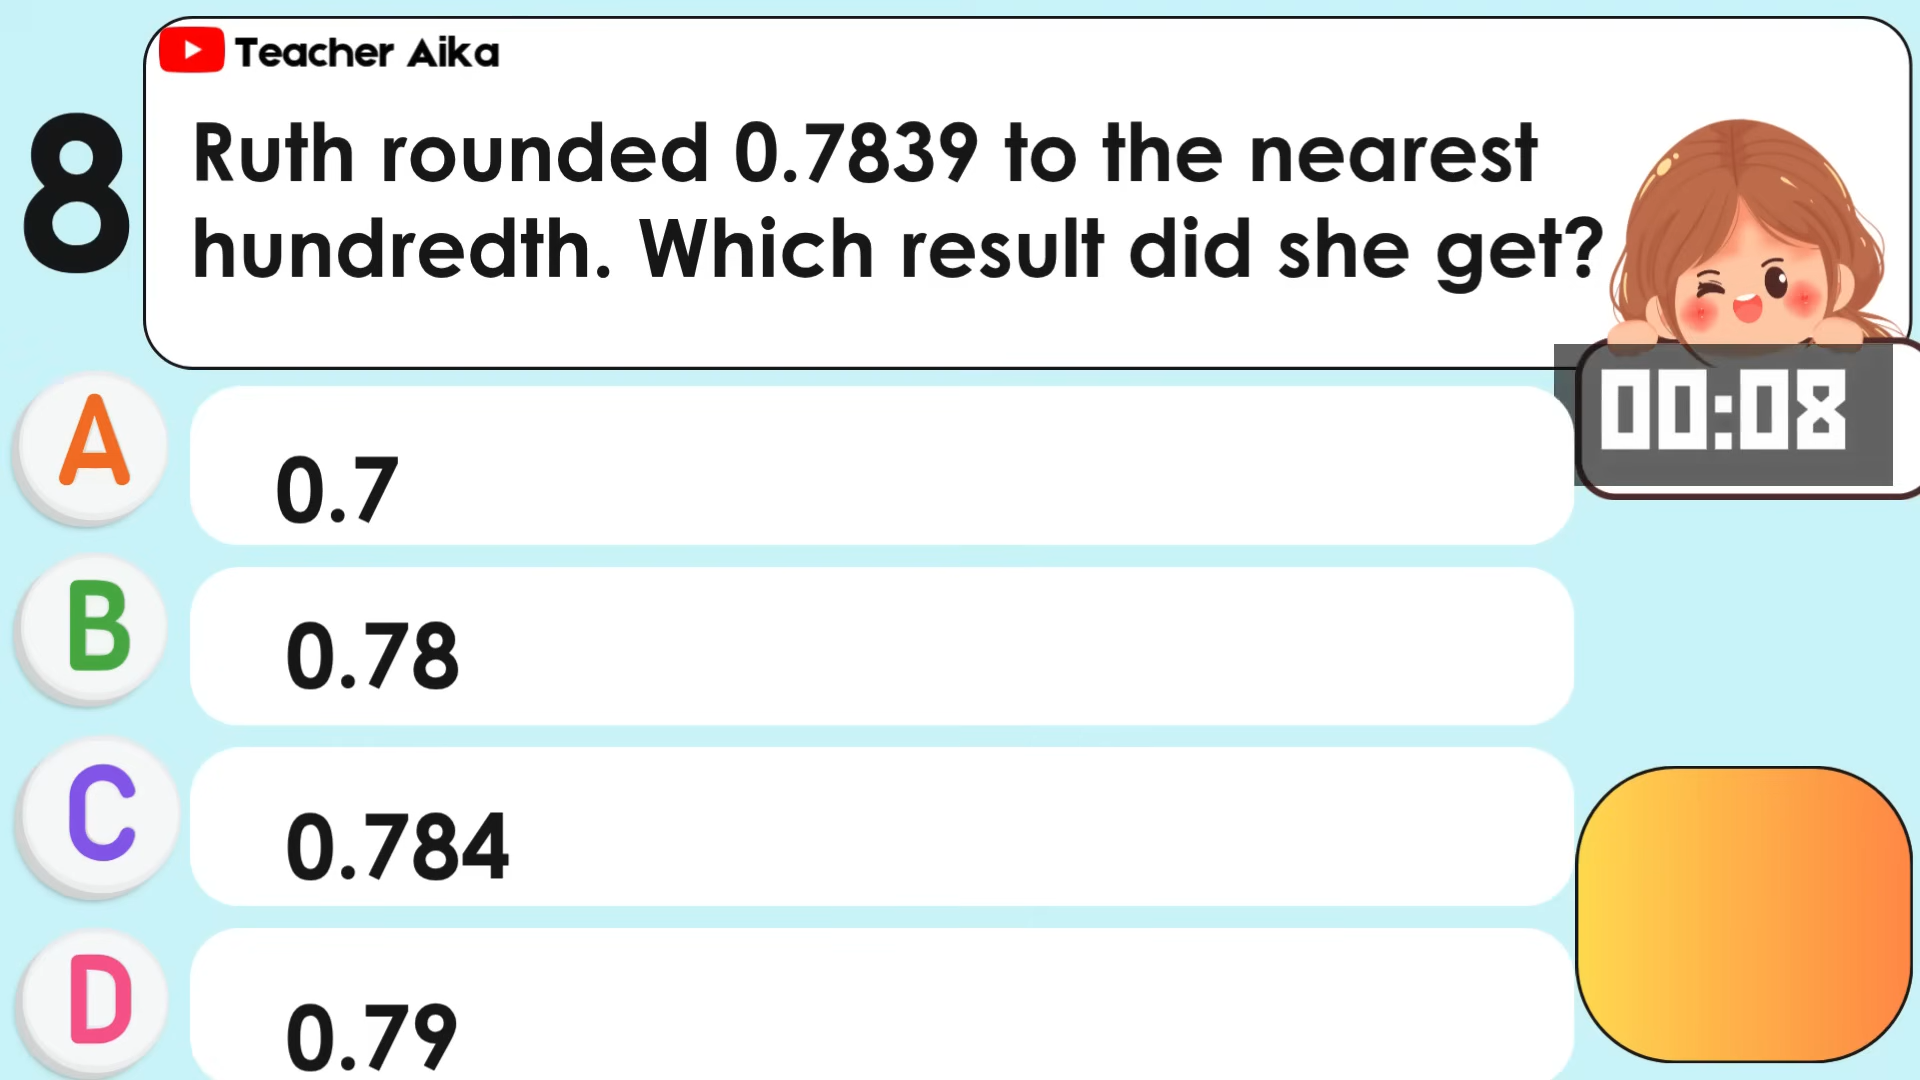 Teacher Aika
8
Ruth rounded 0.7839 to the nearest
hundredth. Which result did she get?
00:08
A
0.7
B
0.78
C
0.784
D
0.79